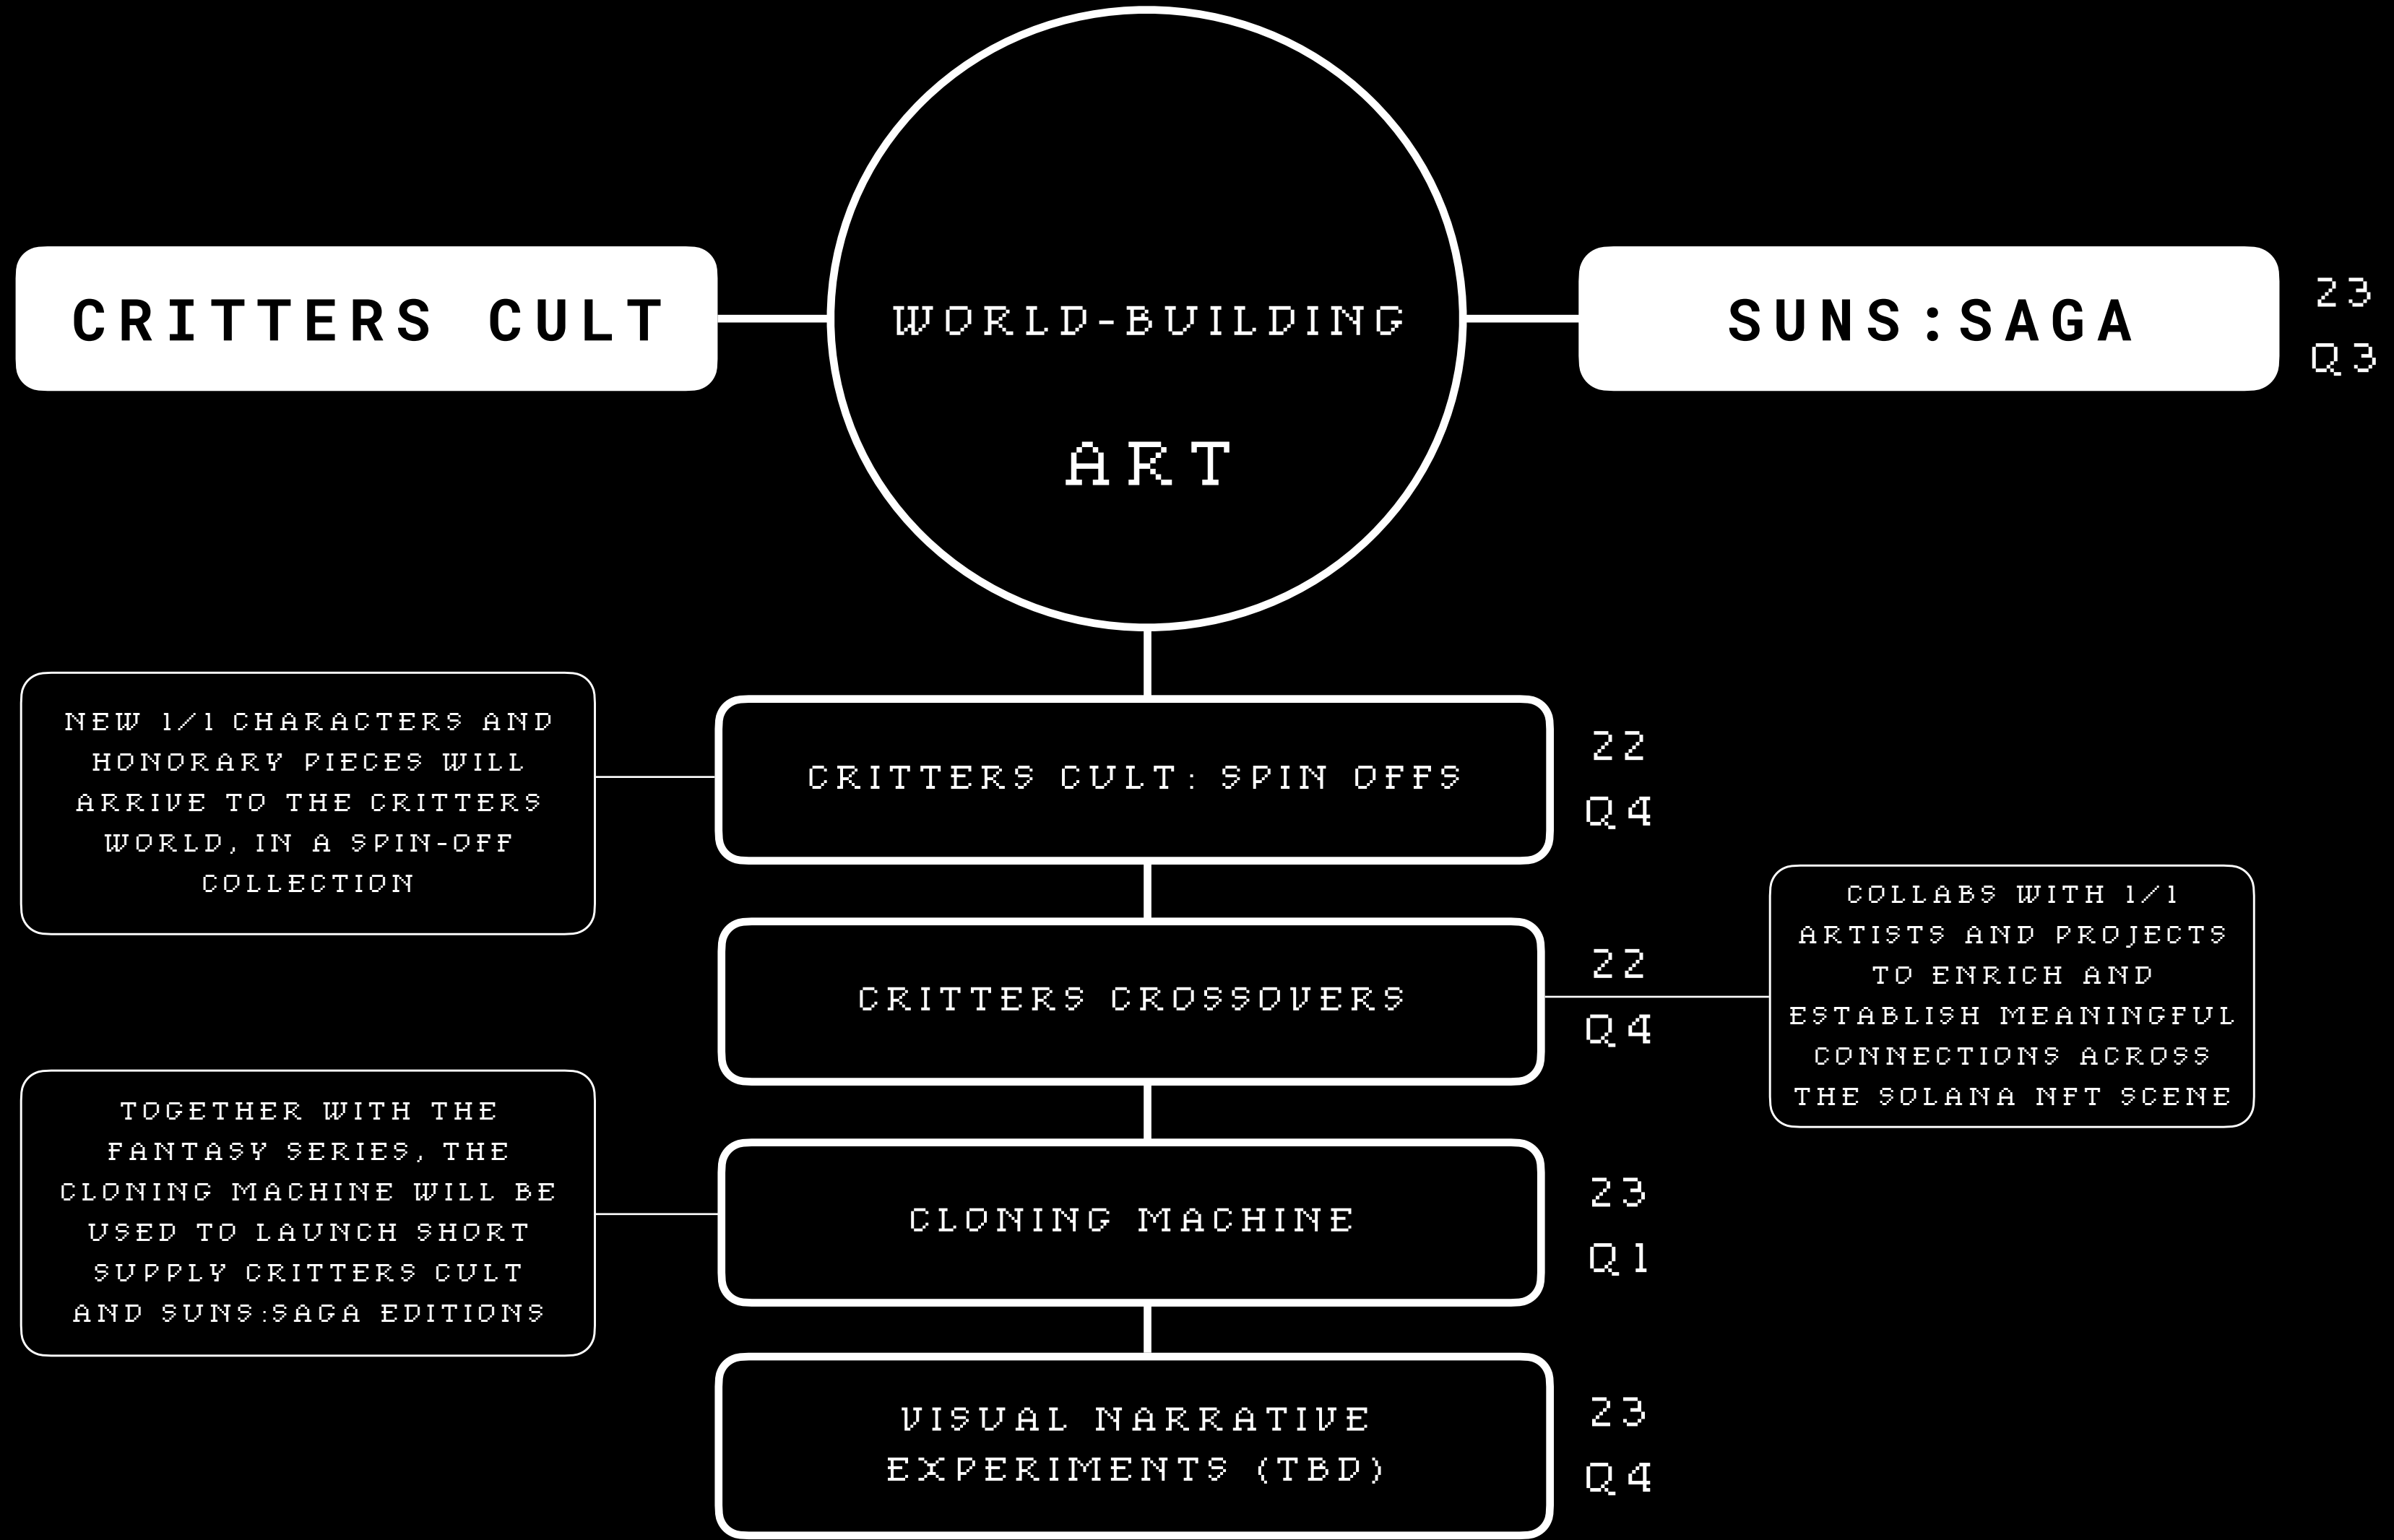 CRITTERS CULT
WORLD-BUILDING
ART
SUNS:SAGA
23
Q3
NEW 1/1 CHARACTERS AND
HONORARY PIECES WILL
ARRIVE TO THE CRITTERS
WORLD, IN A SPIN-OFF
COLLECTION
CRITTERS CULT: SPIN OFFS
22
Q4
CRITTERS CROSSOVERS
22
Q4
COLLABS WITH 1/1
ARTISTS AND PROJECTS
TO ENRICH AND
ESTABLISH MEANINGFUL
CONNECTIONS ACROSS
THE SOLANA NFT SCENE
TOGETHER WITH THE
FANTASY SERIES, THE
CLONING MACHINE WILL BE
USED TO LAUNCH SHORT
SUPPLY CRITTERS CULT
AND SUNS:SAGA EDITIONS
CLONING MACHINE
23
Q1
VISUAL NARRATIVE
EXPERIMENTS (TBD)
23
Q4